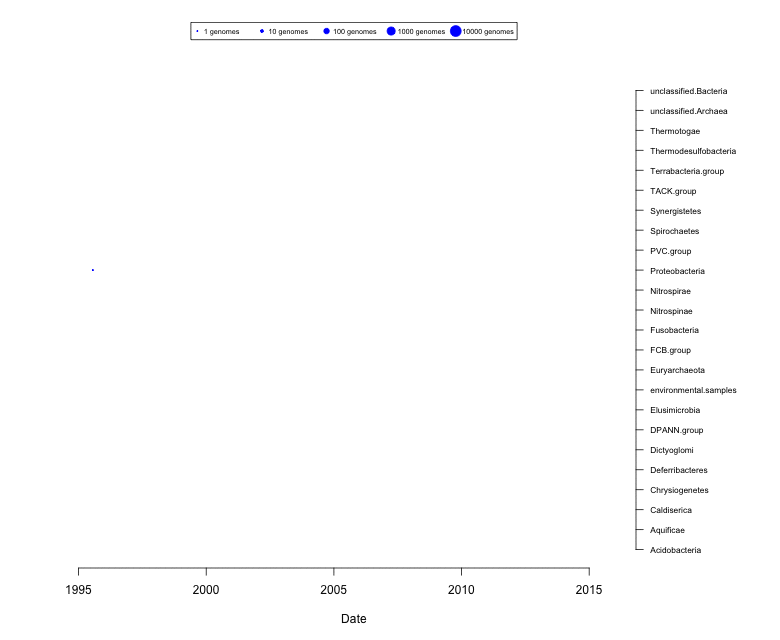 1 genomes 10 genomes 100 genomes 1000 genomes 10000 genomes
unclassified.Bacteria
unclassified.Archaea
Thermotogae
Thermodesulfobacteria
Terrabacteria.group
TACK.group
Synergistetes
Spirochaetes
PVC.group
Proteobacteria
Nitrospirae
Nitrospinae
Fusobacteria
FCB.group
Euryarchaeota
environmental.samples
Elusimicrobia
DPANN.group
Dictyoglomi
Deferribacteres
Chrysiogenetes
Caldiserica
Aquificae
Acidobacteria
1995 2000 2005 2010 2015
Date